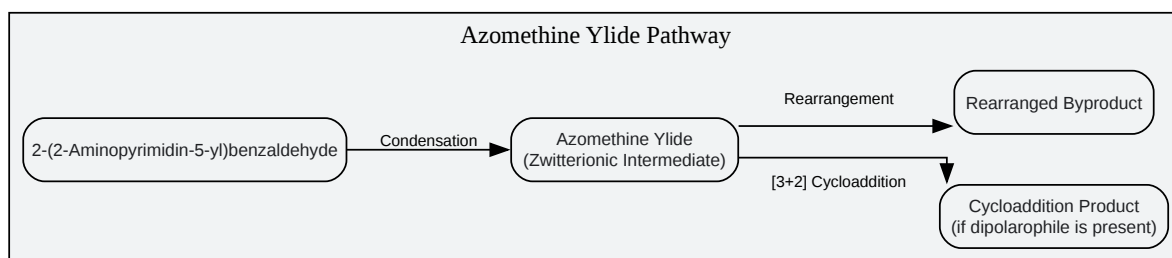 Azomethine Ylide Pathway
2-(2-Aminopyrimidin-5-yl)benzaldehyde
Condensation
Azomethine Ylide
(Zwitterionic Intermediate)
Rearrangement
Rearranged Byproduct
[3+2] Cycloaddition
Cycloaddition Product
(if dipolarophile is present)